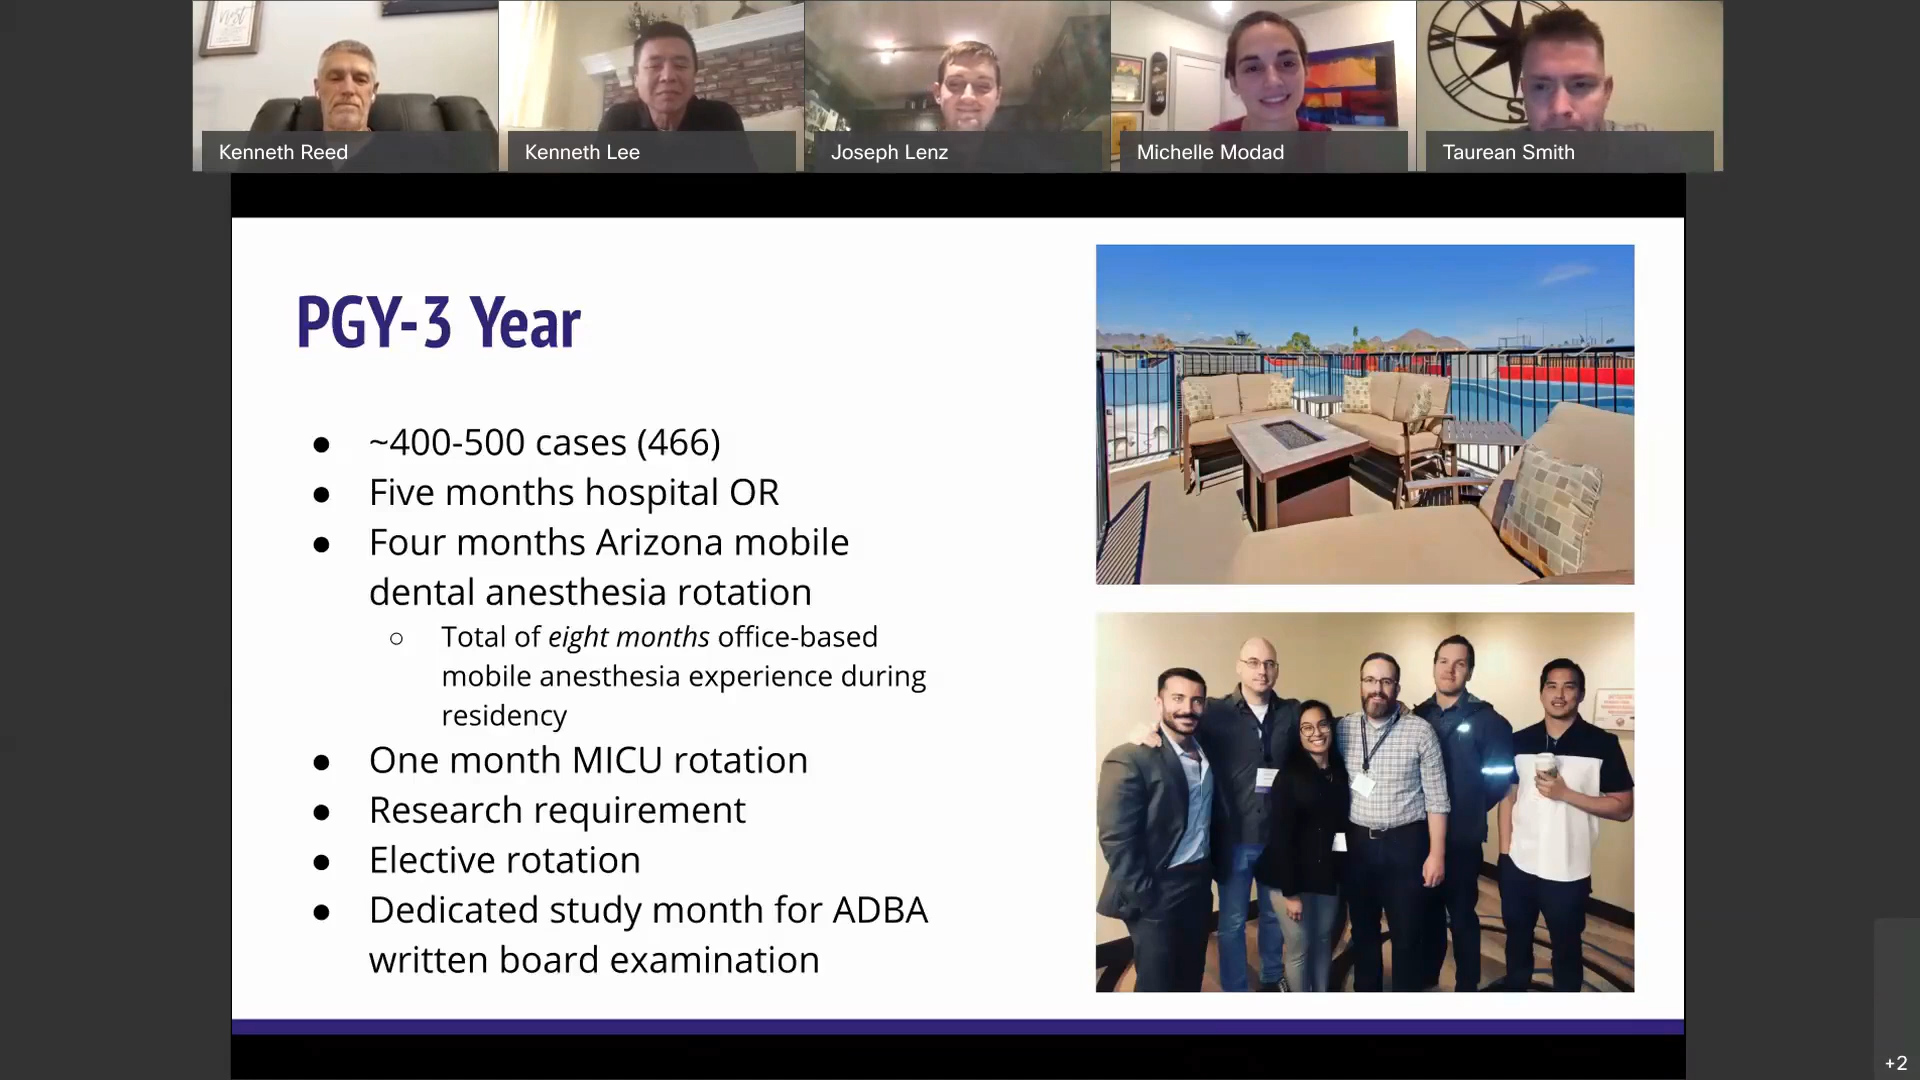 Kenneth Reed
Kenneth Lee
Joseph Lenz
Michelle Modad
Taurean Smith
PGY-3 Year
● ~400-500 cases (466)
● Five months hospital OR
● Four months Arizona mobile
dental anesthesia rotation
○ Total of eight months office-based
mobile anesthesia experience during
residency
● One month MICU rotation
● Research requirement
● Elective rotation
● Dedicated study month for ADBA
written board examination
+2